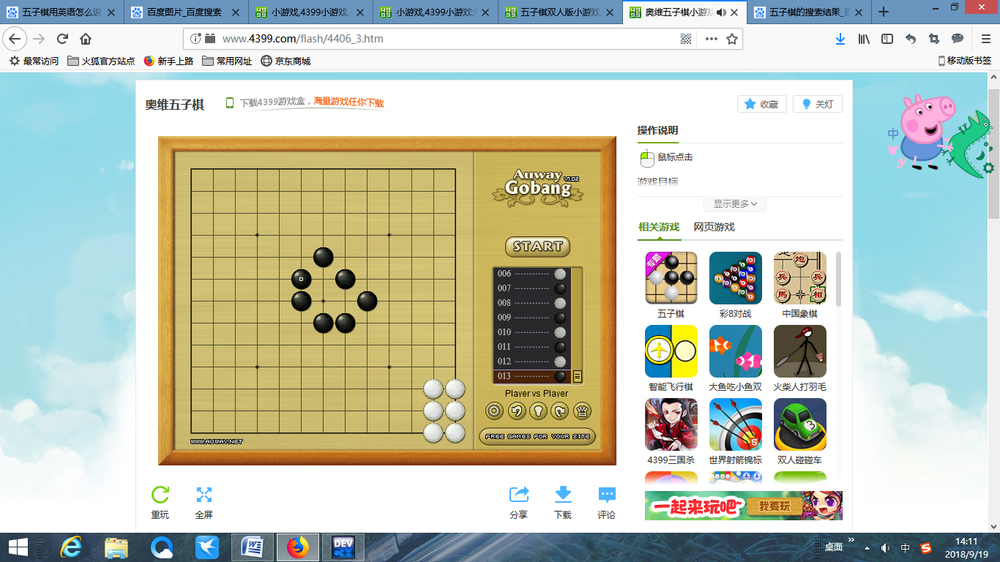 五子棋用英语怎么说
百度图片_百度搜索
小游戏,4399小游戏,
小游戏,4399小游戏大
五子棋双人版小游戏,
奥维五子棋小游戏
五子棋的搜索结果_百
www.4399.com/flash/4406_3.htm
最常访问
火狐官方站点
新手上路
常用网址
京东商城
移动版书签
奥维五子棋
下载4399游戏盒，海量游戏任你下载
收藏
关灯
中
操作说明
鼠标点击
游戏目标
显示更多
相关游戏
网页游戏
Auway
V1.02
Gobang
START
006
007
008
009
010
011
012
013
Player vs Player
FREE GAMES FOR YOUR SITE
WWW.AUWAY.NET
专题
炮
兵
兵
馬
相
五子棋
彩8对战
中国象棋
智能飞行棋
大鱼吃小鱼双
火柴人打羽毛
4399三国杀
世界射箭锦标
双人碰碰车
一起来玩吧~
我要玩
重玩
全屏
分享
下载
评论
DEV
C++
桌面
中
14:11
2018/9/19